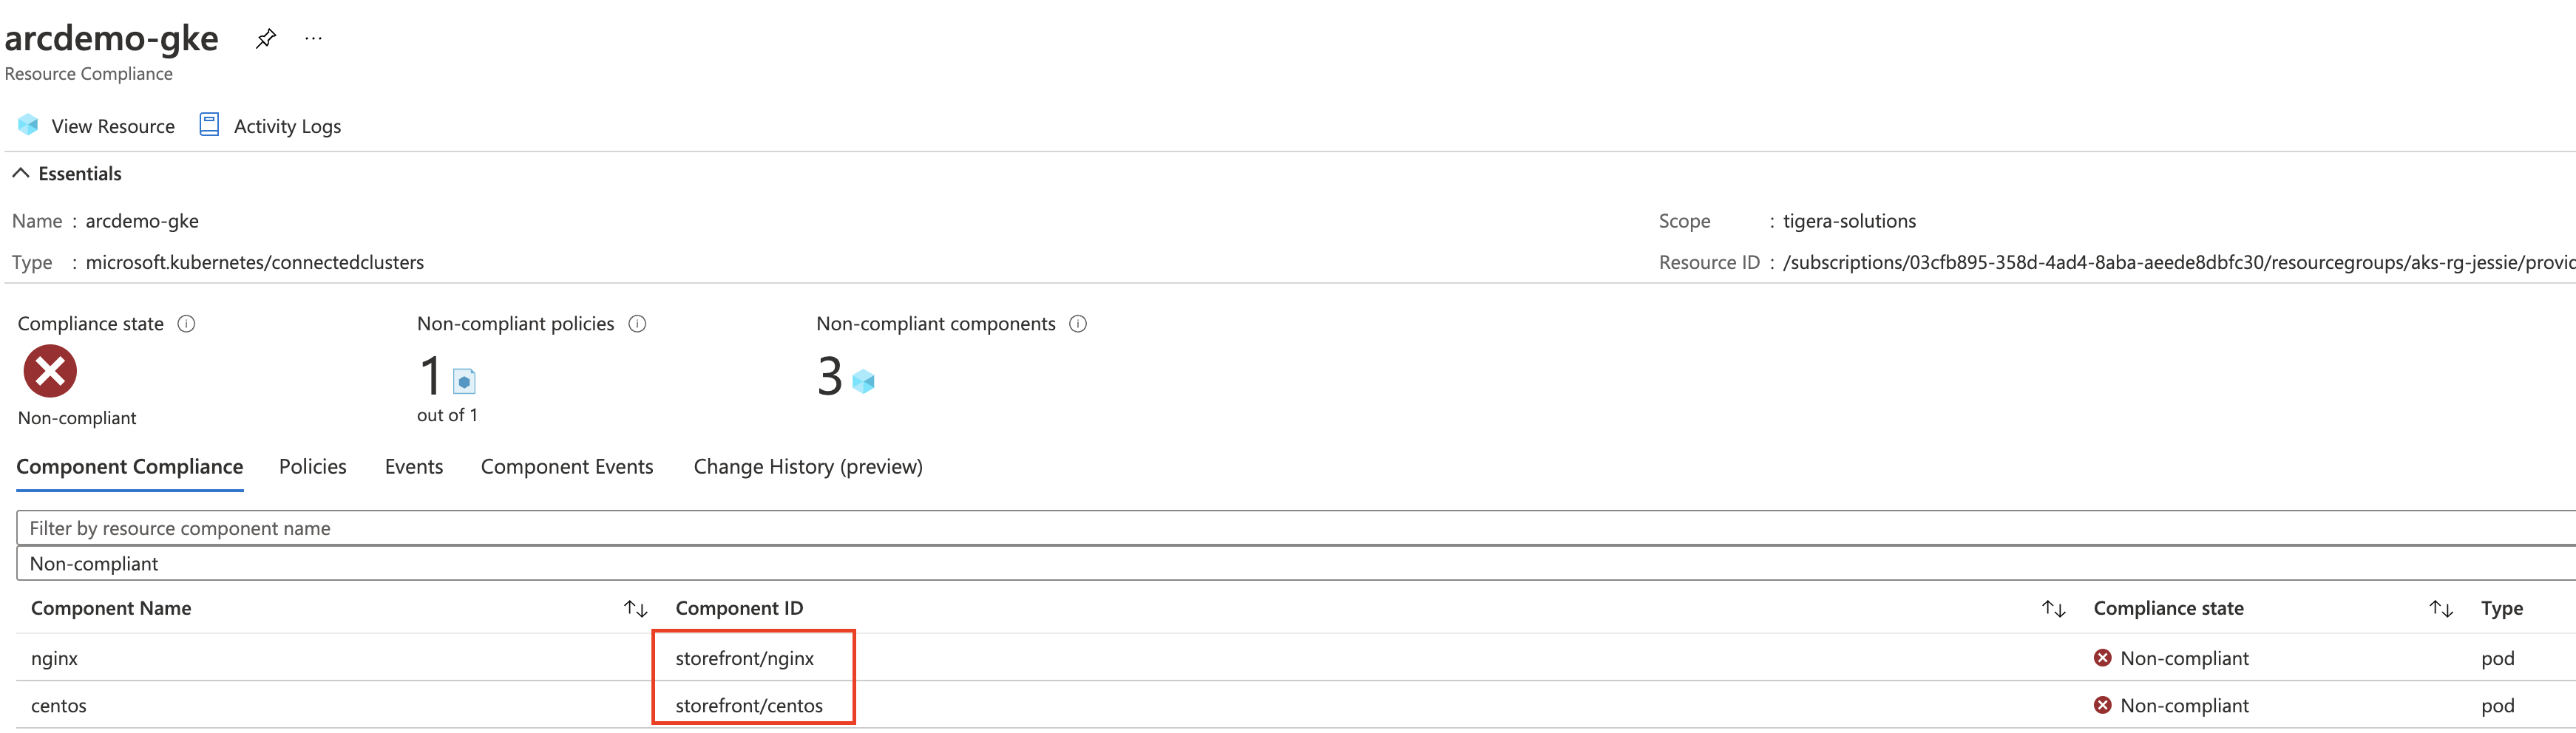 arcdemo-gke ...
Resource Compliance
View Resource Activity Logs
Essentials
Name : arcdemo-gke Scope : tigera-solutions
Type : microsoft.kubernetes/connectedclusters Resource ID : /subscriptions/03cfb895-358d-4ad4-8aba-aeede8dbfc30/resourcegroups/aks-rg-jessie/provid
Compliance state Non-compliant policies Non-compliant components
1 3
Non-compliant out of 1
Component Compliance Policies Events Component Events Change History (preview)
Filter by resource component name
Non-compliant
Component Name Component ID Compliance state Type
nginx storefront/nginx Non-compliant pod
centos storefront/centos Non-compliant pod